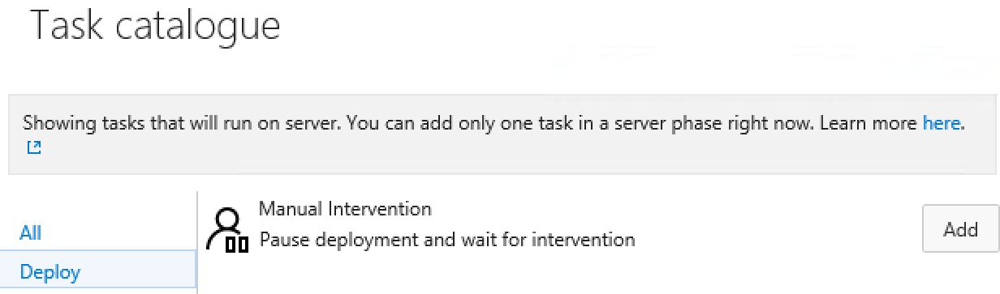 Task catalogue
Showing tasks that will run on server. You can add only one task in a server phase right now. Learn more here.
All
Deploy
Manual Intervention
Pause deployment and wait for intervention
Add